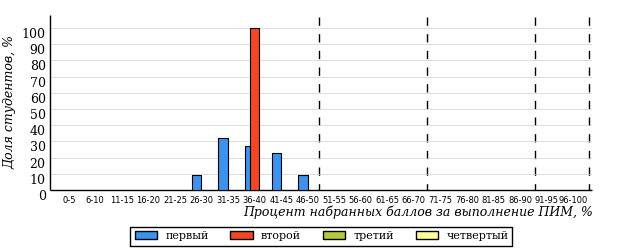 Доля студентов, %
100
90
80
70
60
50
40
30
20
10
0
0-5 6-10 11-15 16-20 21-25 26-30 31-35 36-40 41-45 46-50 51-55 56-60 61-65 66-70 71-75 76-80 81-85 86-90 91-95 96-100
Процент набранных баллов за выполнение ПИМ, %
первый второй третий четвертый